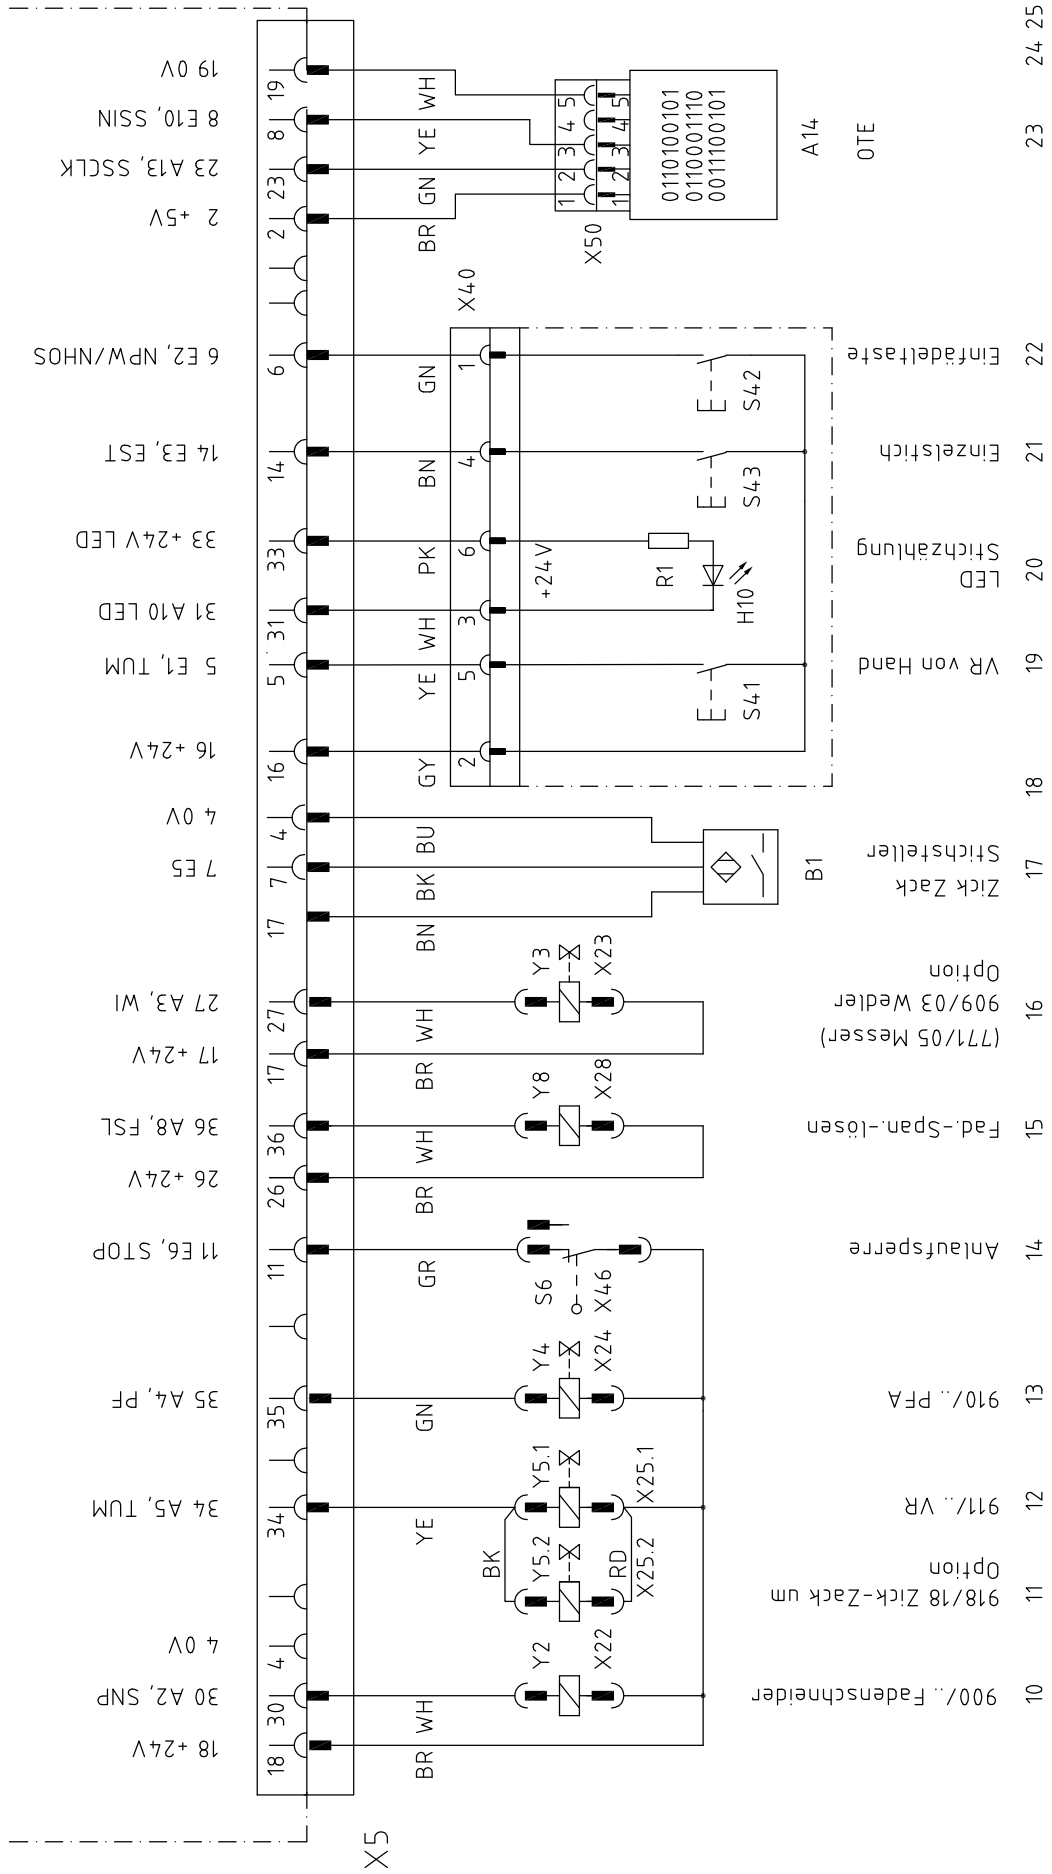 19 0V
8 E10, SSIN
23 A13, SSCLK
2 +5V
6 E2, NPW/NHOS
14 E3, EST
33 +24V LED
31 A10 LED
5 E1, TUM
16 +24V
4 0V
7 E5
27 A3, WI
17 +24V
36 A8, FSL
26 +24V
11 E6, STOP
35 A4, PF
34 A5, TUM
4 0V
30 A2, SNP
18 +24V
19
8
23
2
6
14
33
31
5
16
4
7
17
27
17
36
26
11
35
34
4
30
18
X5
WH
YE
GN
BR
GN
BN
PK
WH
YE
GY
BU
BK
BN
WH
BR
WH
BR
GR
GN
YE
WH
BR
X50
1 2 3 4 5
1 2 3 4 5
0110100101
0110001110
0011100101
A14
OTE
X40
1
4
6
3
5
2
+24V
S42
S43
R1
H10
S41
B1
Y3
X23
Y8
X28
S6
X46
Y4
X24
Y5.1
X25.1
BK
RD
Y5.2
X25.2
Y2
X22
Einfädeltaste
Einzelstich
LED
Stichzählung
VR von Hand
Zick Zack
Stichsteller
(771/05 Messer)
909/03 Wedler
Option
Fad.-Span.-lösen
Anlaufsperre
910/.. PFA
911/.. VR
918/18 Zick-Zack um
Option
900/.. Fadenschneider
10
11
12
13
14
15
16
17
18
19
20
21
22
23
24
25